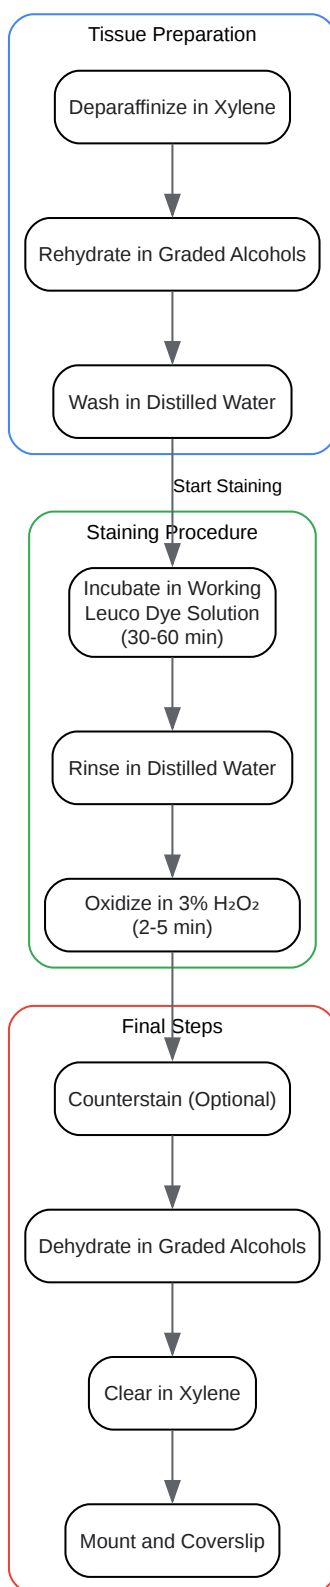 Tissue Preparation
Deparaffinize in Xylene
Rehydrate in Graded Alcohols
Wash in Distilled Water
Start Staining
Staining Procedure
Incubate in Working
Leuco Dye Solution
(30-60 min)
Rinse in Distilled Water
Oxidize in 3% H₂O₂
(2-5 min)
Final Steps
Counterstain (Optional)
Dehydrate in Graded Alcohols
Clear in Xylene
Mount and Coverslip